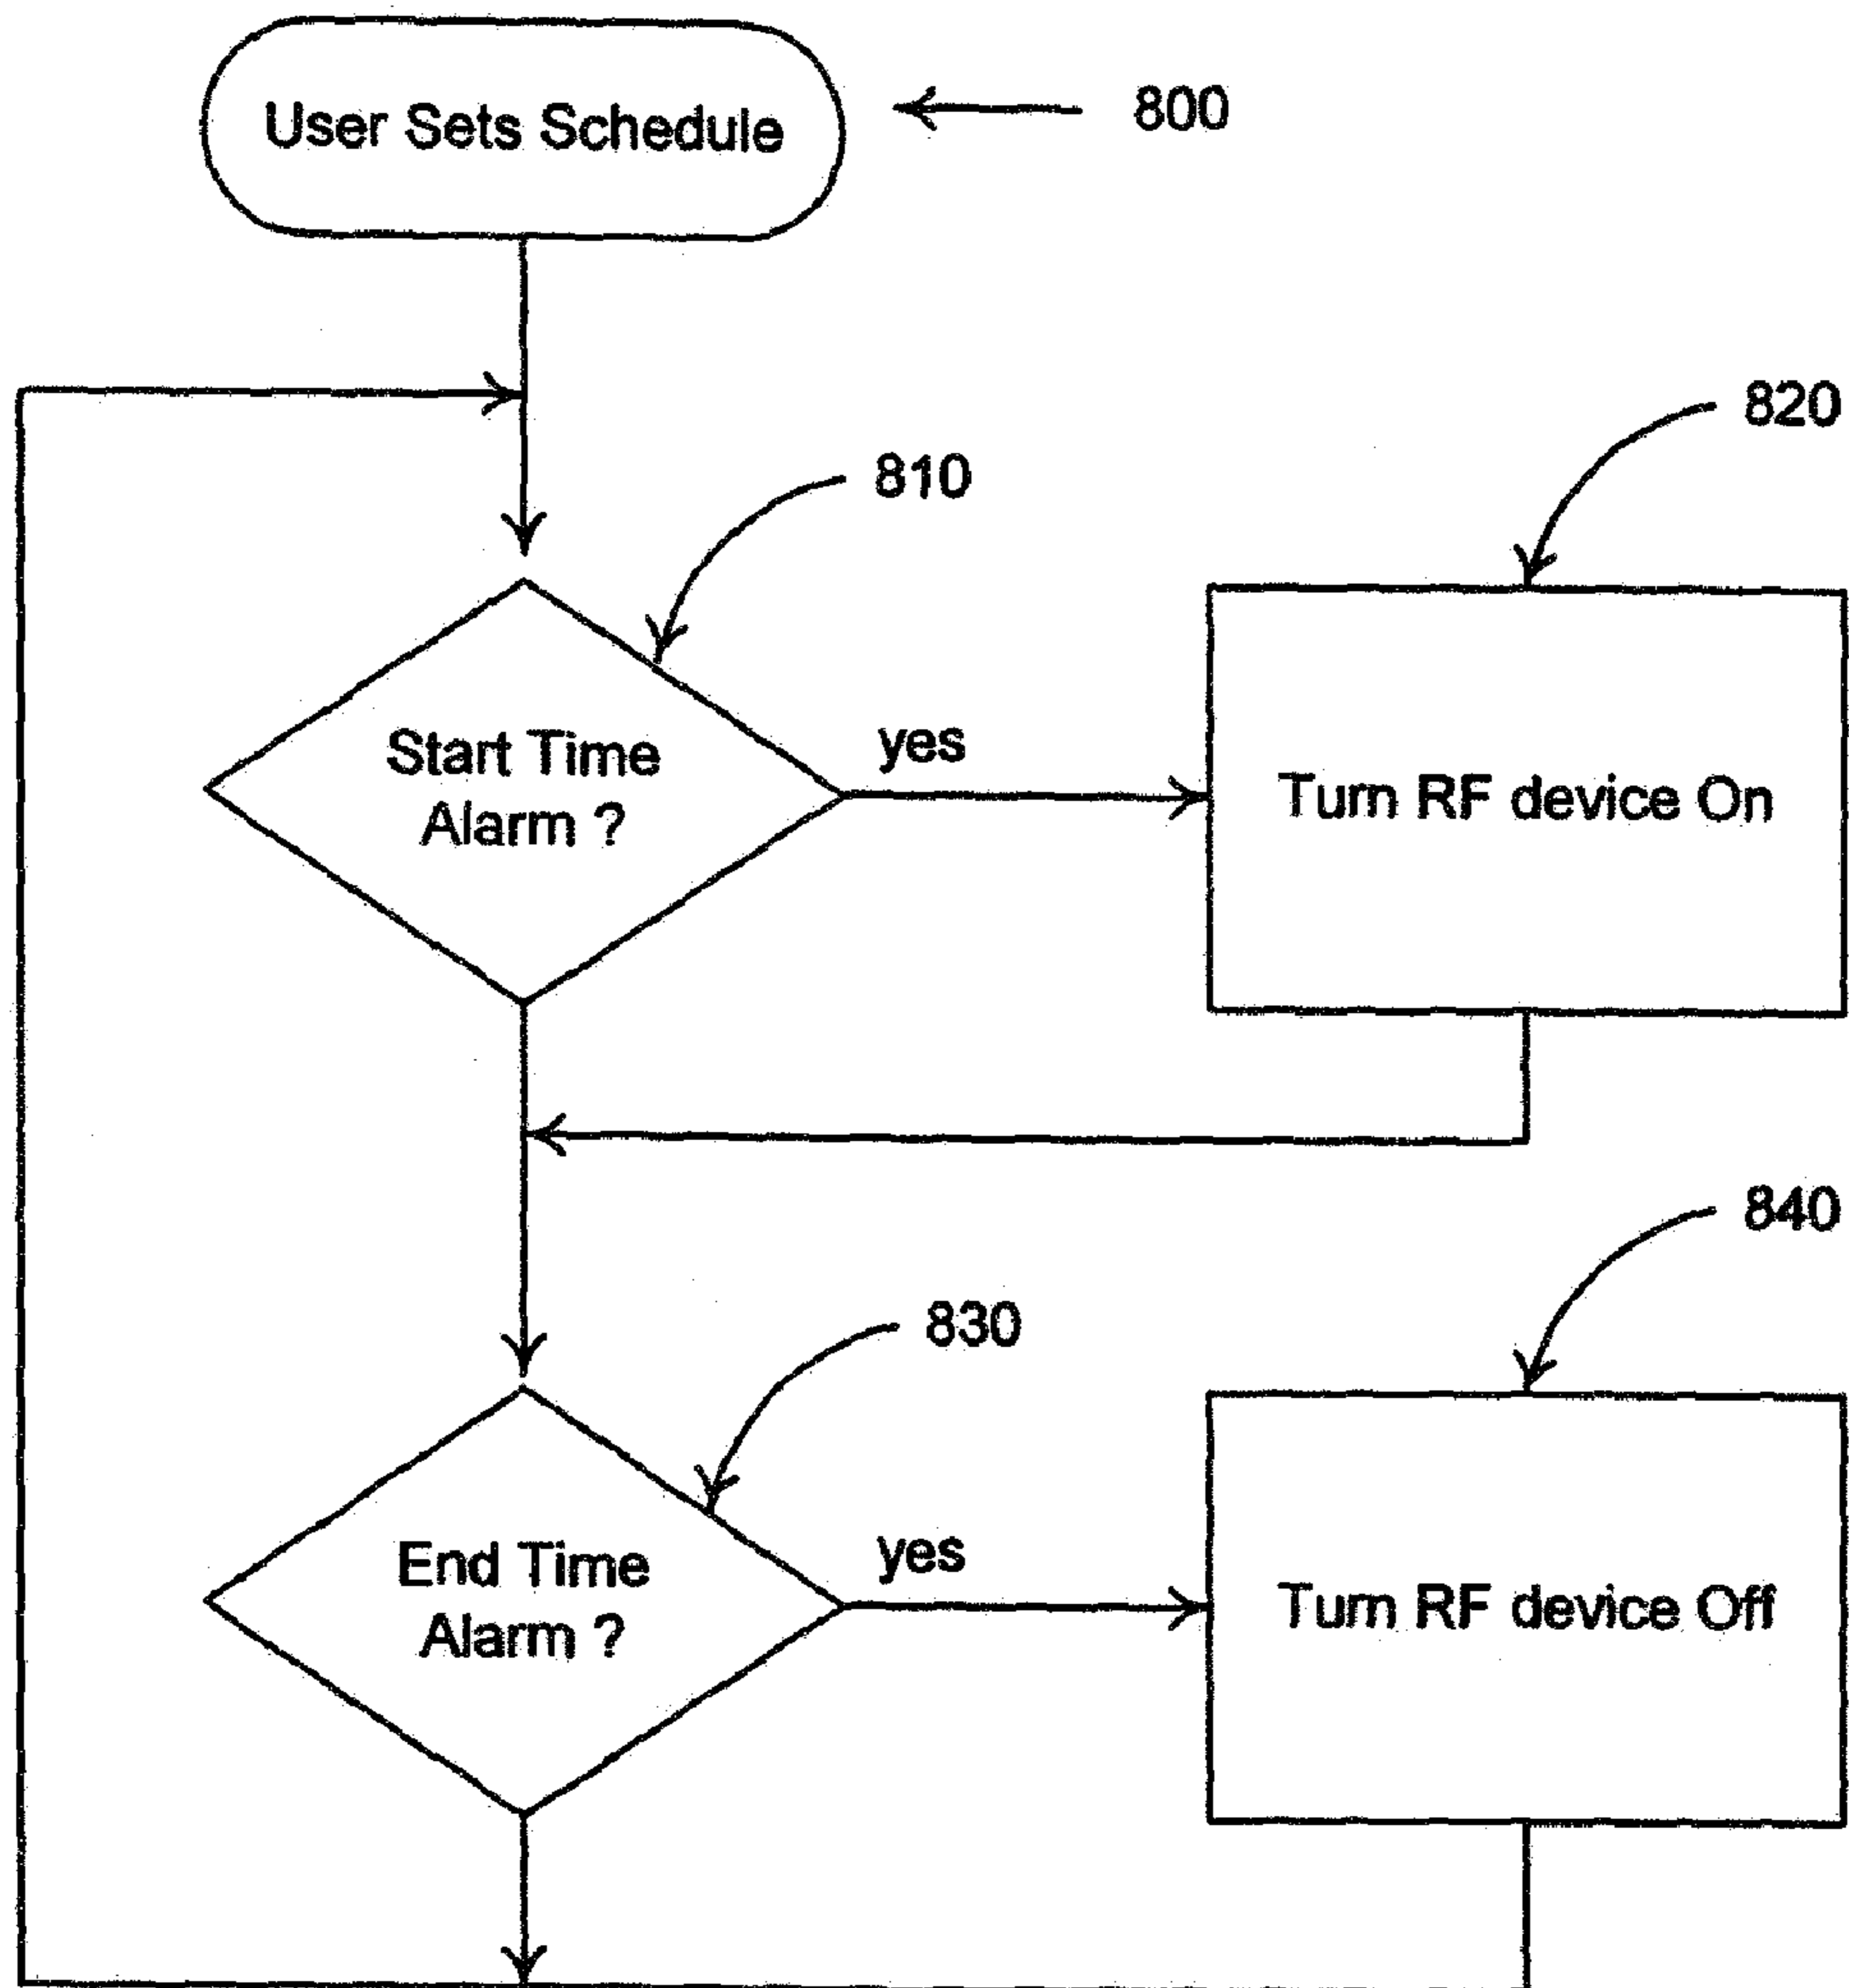 User Sets Schedule
800
820
810
Start Time
Alarm ?
yes
Turn RF device On
840
830
End Time
Alarm ?
yes
Turn RF device Off